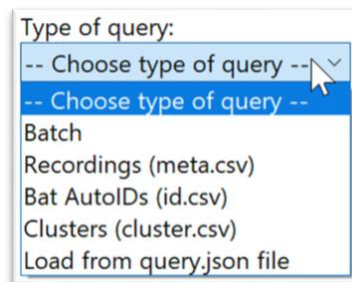 Type of query:
-- Choose type of query --
-- Choose type of query --
Batch
Recordings (meta.csv)
Bat AutoIDs (id.csv)
Clusters (cluster.csv)
Load from query.json file